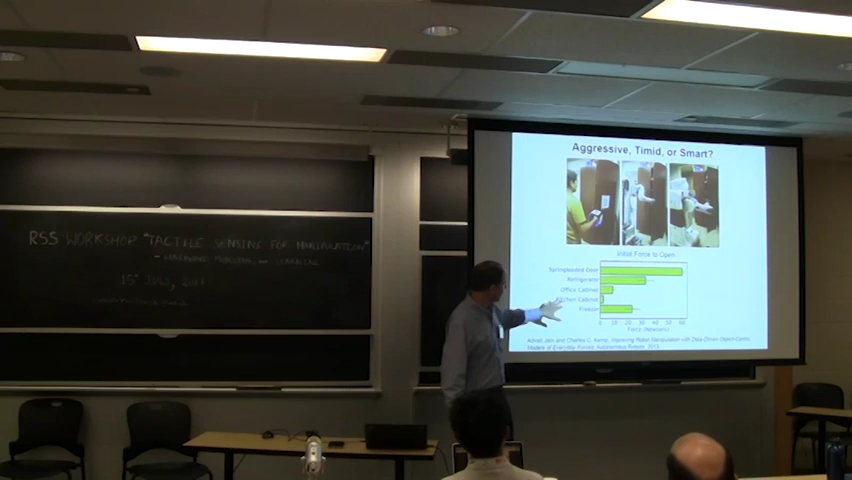 RSS WORKSHOP "TACTILE SENSING FOR MANIPULATION"
15th JULY, 2017
Aggressive, Timid, or Smart?
Initial Force to Open
Springloaded Door
Refrigerator
Office Cabinet
Kitchen Cabinet
Freezer
0 10 20 30 40 50 60
Force (Newtons)
Advait Jain and Charles C. Kemp, Improving Robot Manipulation with Data-Driven Object-Centric
Models of Everyday Forces, Autonomous Robots, 2013.